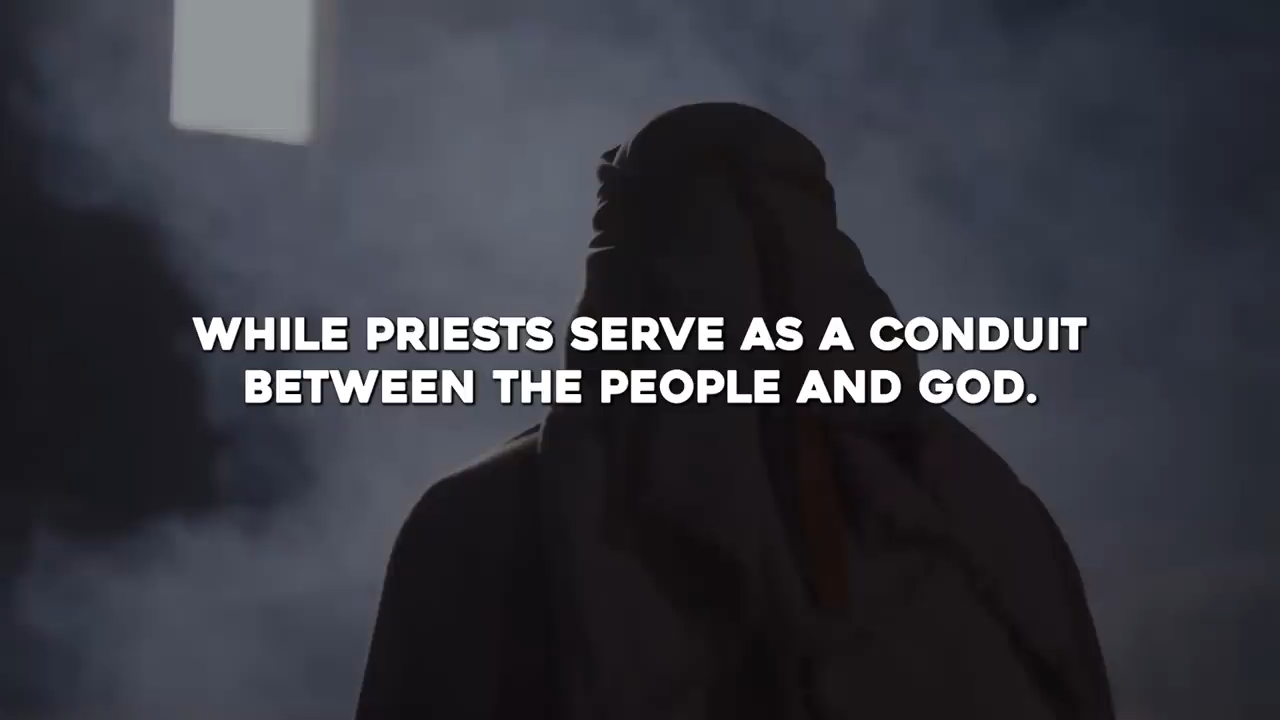 WHILE PRIESTS SERVE AS A CONDUIT
BETWEEN THE PEOPLE AND GOD.